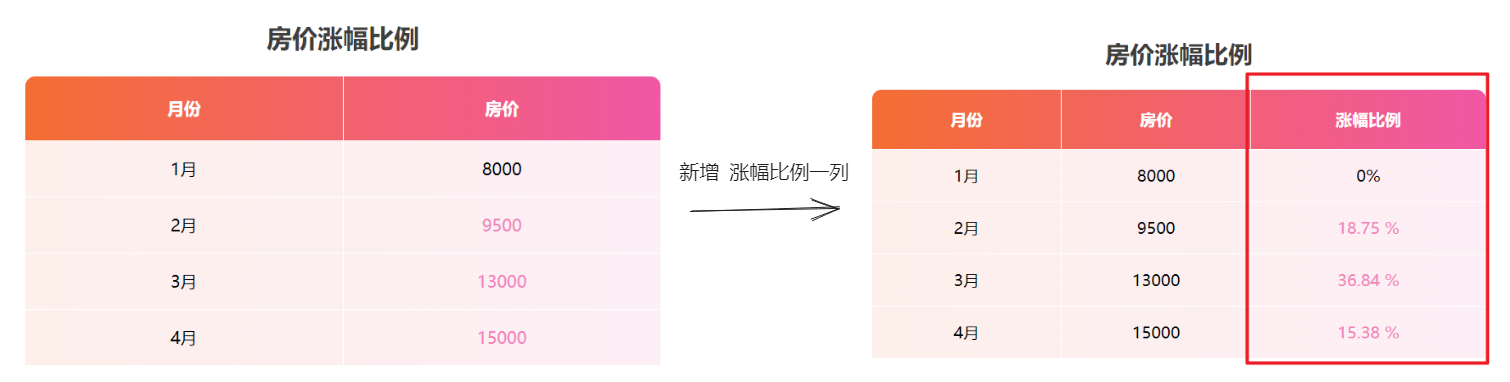 房价涨幅比例
月份 房价
1月 8000
2月 9500
3月 13000
4月 15000
新增 涨幅比例一列
房价涨幅比例
月份 房价 涨幅比例
1月 8000 0%
2月 9500 18.75 %
3月 13000 36.84 %
4月 15000 15.38 %